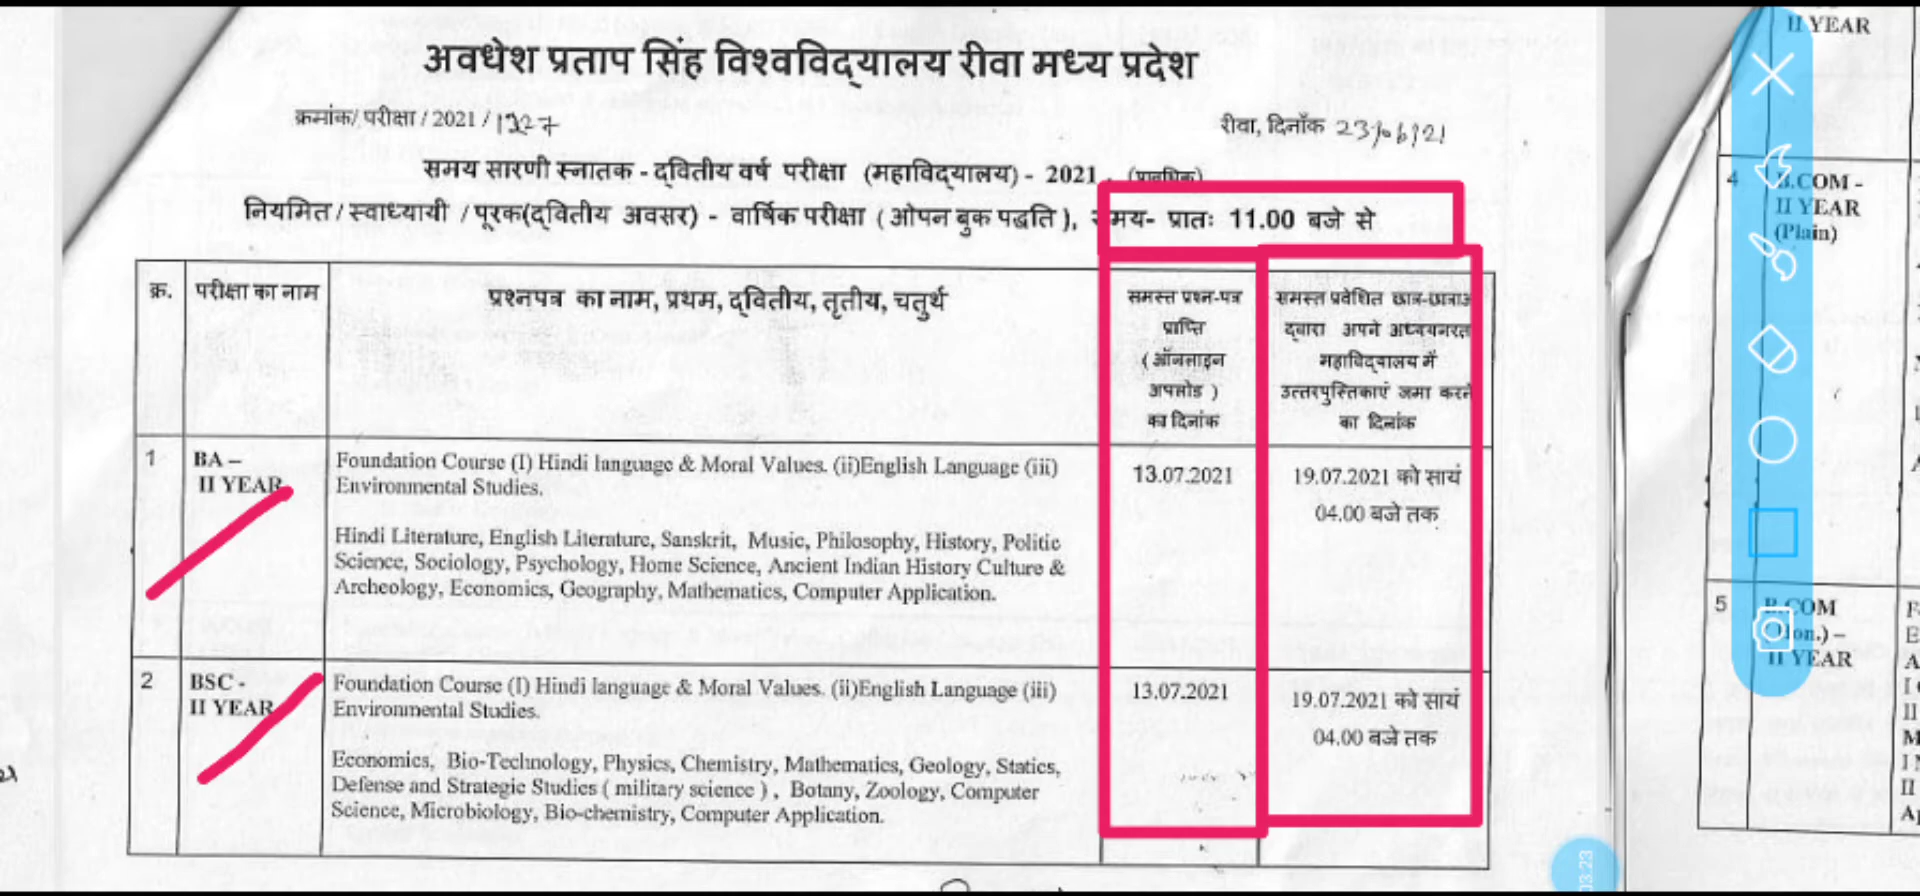 अवधेश प्रताप सिंह विश्वविद्यालय रीवा मध्य प्रदेश
क्रमांक/ परीक्षा / 2021 / 1927
रीवा, दिनाँक 23/06/21
समय सारणी स्नातक - द्वितीय वर्ष परीक्षा (महाविद्यालय) - 2021 .
नियमित / स्वाध्यायी / पूरक(द्वितीय अवसर) - वार्षिक परीक्षा ( ओपन बुक पद्धति ), समय- प्रातः 11.00 बजे से
क्र. परीक्षा का नाम
प्रश्नपत्र का नाम, प्रथम, द्वितीय, तृतीय, चतुर्थ
समस्त प्रश्न-पत्र
प्राप्ति
( ऑनलाइन
अपलोड )
का दिनांक
समस्त प्रवेशित छात्र-छात्राओं
द्वारा अपने अध्ययनरत
महाविद्यालय में
उत्तरपुस्तिकाएं जमा करने
का दिनांक
1
BA –
II YEAR
Foundation Course (I) Hindi language & Moral Values. (ii)English Language (iii)
Environmental Studies.
Hindi Literature, English Literature, Sanskrit, Music, Philosophy, History, Politic
Science, Sociology, Psychology, Home Science, Ancient Indian History Culture &
Archeology, Economics, Geography, Mathematics, Computer Application.
13.07.2021
19.07.2021 को सायं
04.00 बजे तक
2
BSC -
II YEAR
Foundation Course (I) Hindi language & Moral Values. (ii)English Language (iii)
Environmental Studies.
Economics, Bio-Technology, Physics, Chemistry, Mathematics, Geology, Statics,
Defense and Strategic Studies ( military science ) , Botany, Zoology, Computer
Science, Microbiology, Bio-chemistry, Computer Application.
13.07.2021
19.07.2021 को सायं
04.00 बजे तक
II YEAR
4
B.COM -
II YEAR
(Plain)
5
B.COM
(Hon.) –
II YEAR
03:23